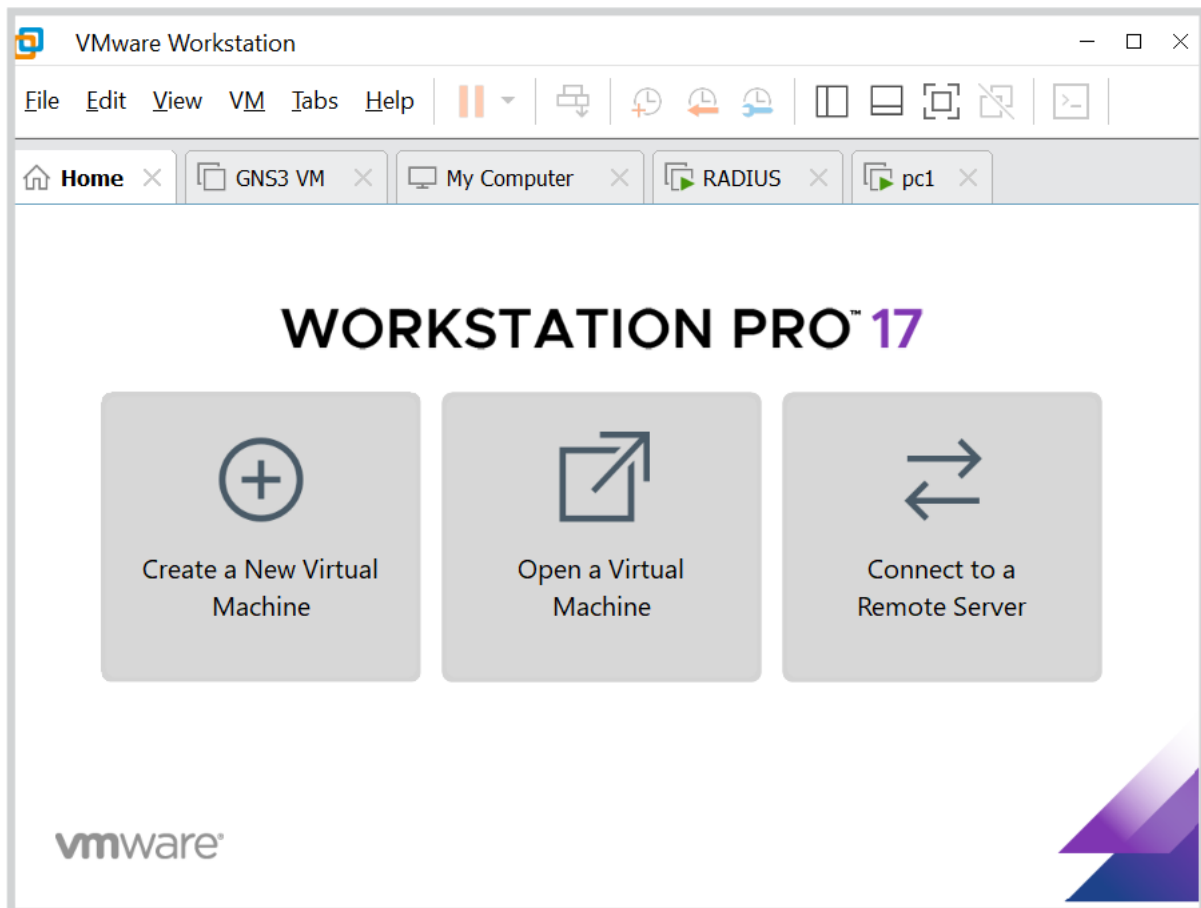 VMware Workstation
File Edit View VM Tabs Help
Home GNS3 VM My Computer RADIUS pc1
WORKSTATION PRO™ 17
Create a New Virtual
Machine
Open a Virtual
Machine
Connect to a
Remote Server
vmware®